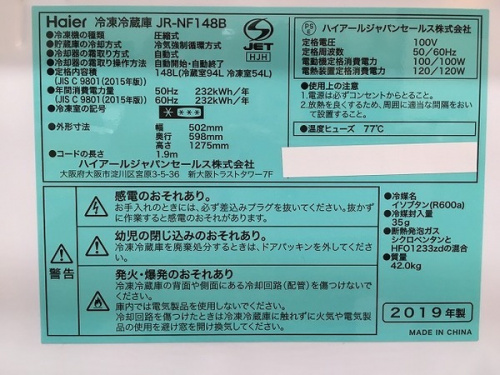 Haier 冷凍冷蔵庫 JR-NF148B
●冷凍機の種類 圧縮式
●貯蔵庫の冷却方式 冷気強制循環方式
●冷却器の霜取方式 自動式
●冷却器の霜取り操作方法 自動開始・自動終了
●定格内容積 148L(冷蔵室94L 冷凍室54L)
(JIS C 9801(2015年版))
●年間消費電力量 50Hz 232kWh/年
(JIS C 9801(2015年版)) 60Hz 232kWh/年
●冷凍室の記号
●外形寸法 幅 502mm
奥行 598mm
高さ 1275mm
●コードの長さ 1.9m
ハイアールジャパンセールス株式会社
大阪府大阪市淀川区宮原3-5-36 新大阪トラストタワー7F
S
JET
HJH
PS
E
ハイアールジャパンセールス株式会社
定格電圧 100V
定格周波数 50/60Hz
電動機定格消費電力 100/100W
電熱装置定格消費電力 120/120W
●使用上の注意
1.電源は必ずコンセントからとること。
2.放熱を良くするため、周囲に適当な間隔をおいて設置すること。
●温度ヒューズ 77℃
警告
感電のおそれあり。
お手入れのときには、必ず差込みプラグを抜いてください。抜かずに作業すると感電のおそれがあります。
幼児の閉じ込めのおそれあり。
冷凍冷蔵庫を廃棄処分するときは、ドアパッキンを外してください。
発火・爆発のおそれあり
冷凍冷蔵庫の背面や側面にある冷却回路(配管)を傷つけないでください。
庫内では電気製品を使用しないでください。
冷却回路を傷つけたときは冷凍冷蔵庫に触れずに火気や電気製品の使用を避け窓を開け換気してください。
●冷媒名
イソブタン(R600a)
●冷媒封入量
35g
●断熱発泡ガス
シクロペンタンと
HFO1233zdの混合
●質量
42.0kg
2019年製
MADE IN CHINA